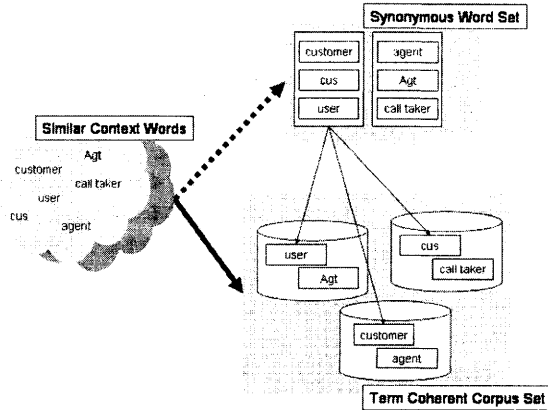 Synonymous Word Set
customer
agent
cus
Agt
user
call taker
Similar Context Words
Agt
customer
call taker
user
cus
agent
user
Agt
cus
call taker
customer
agent
Term Coherent Corpus Set